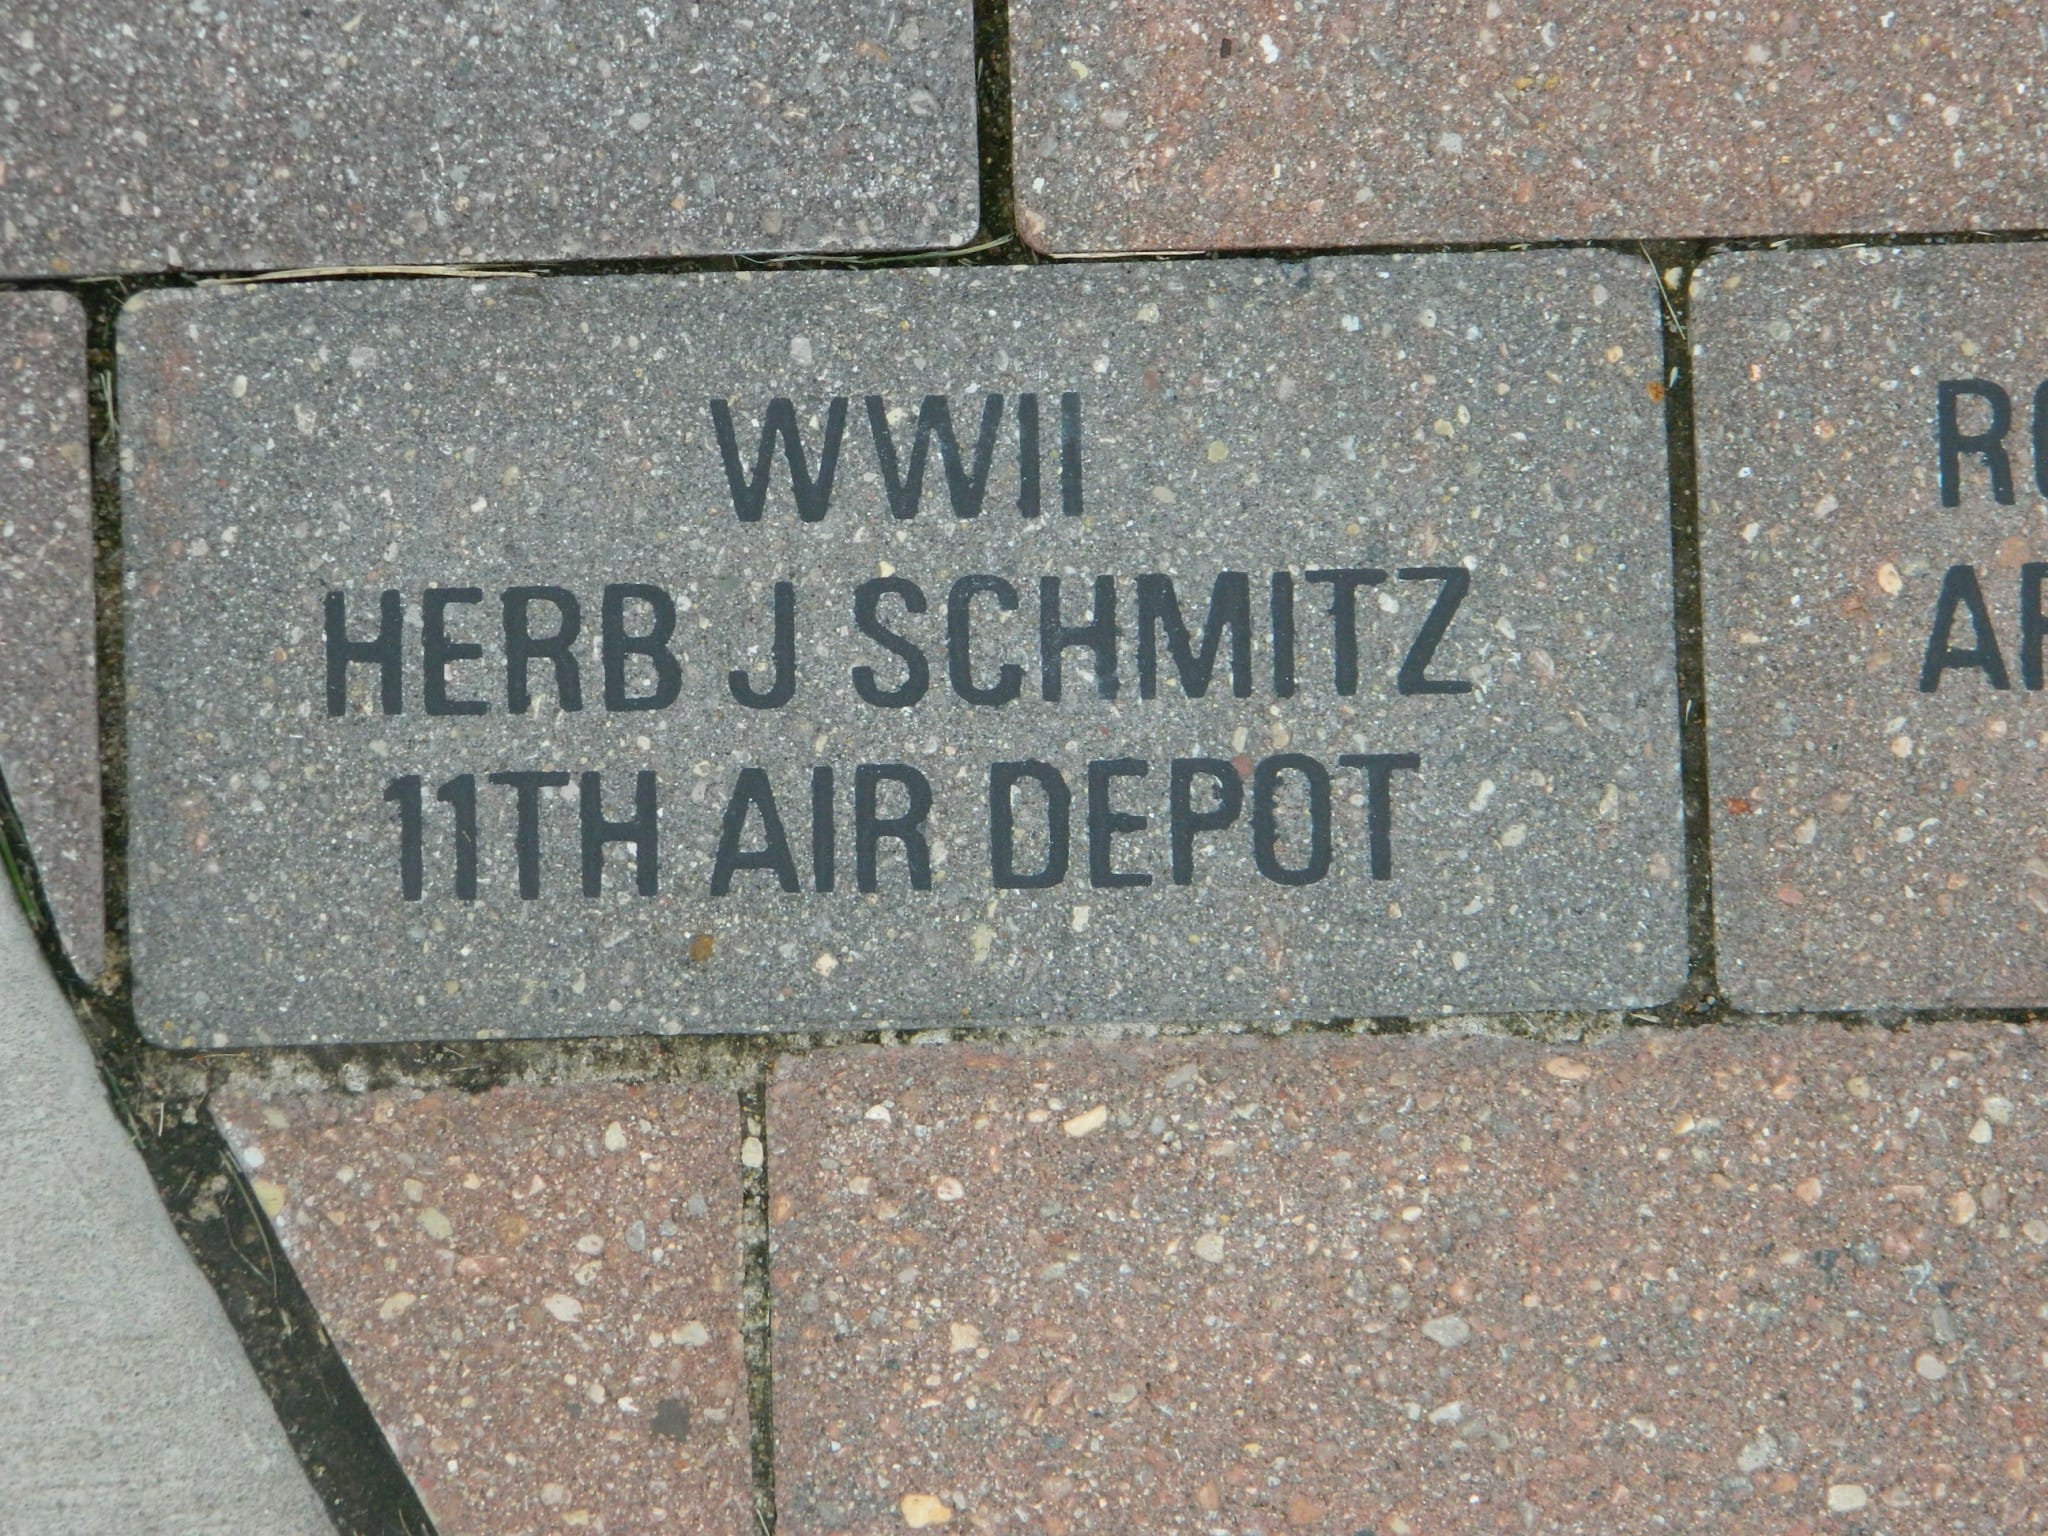 WWII
HERB J SCHMITZ
11TH AIR DEPOT